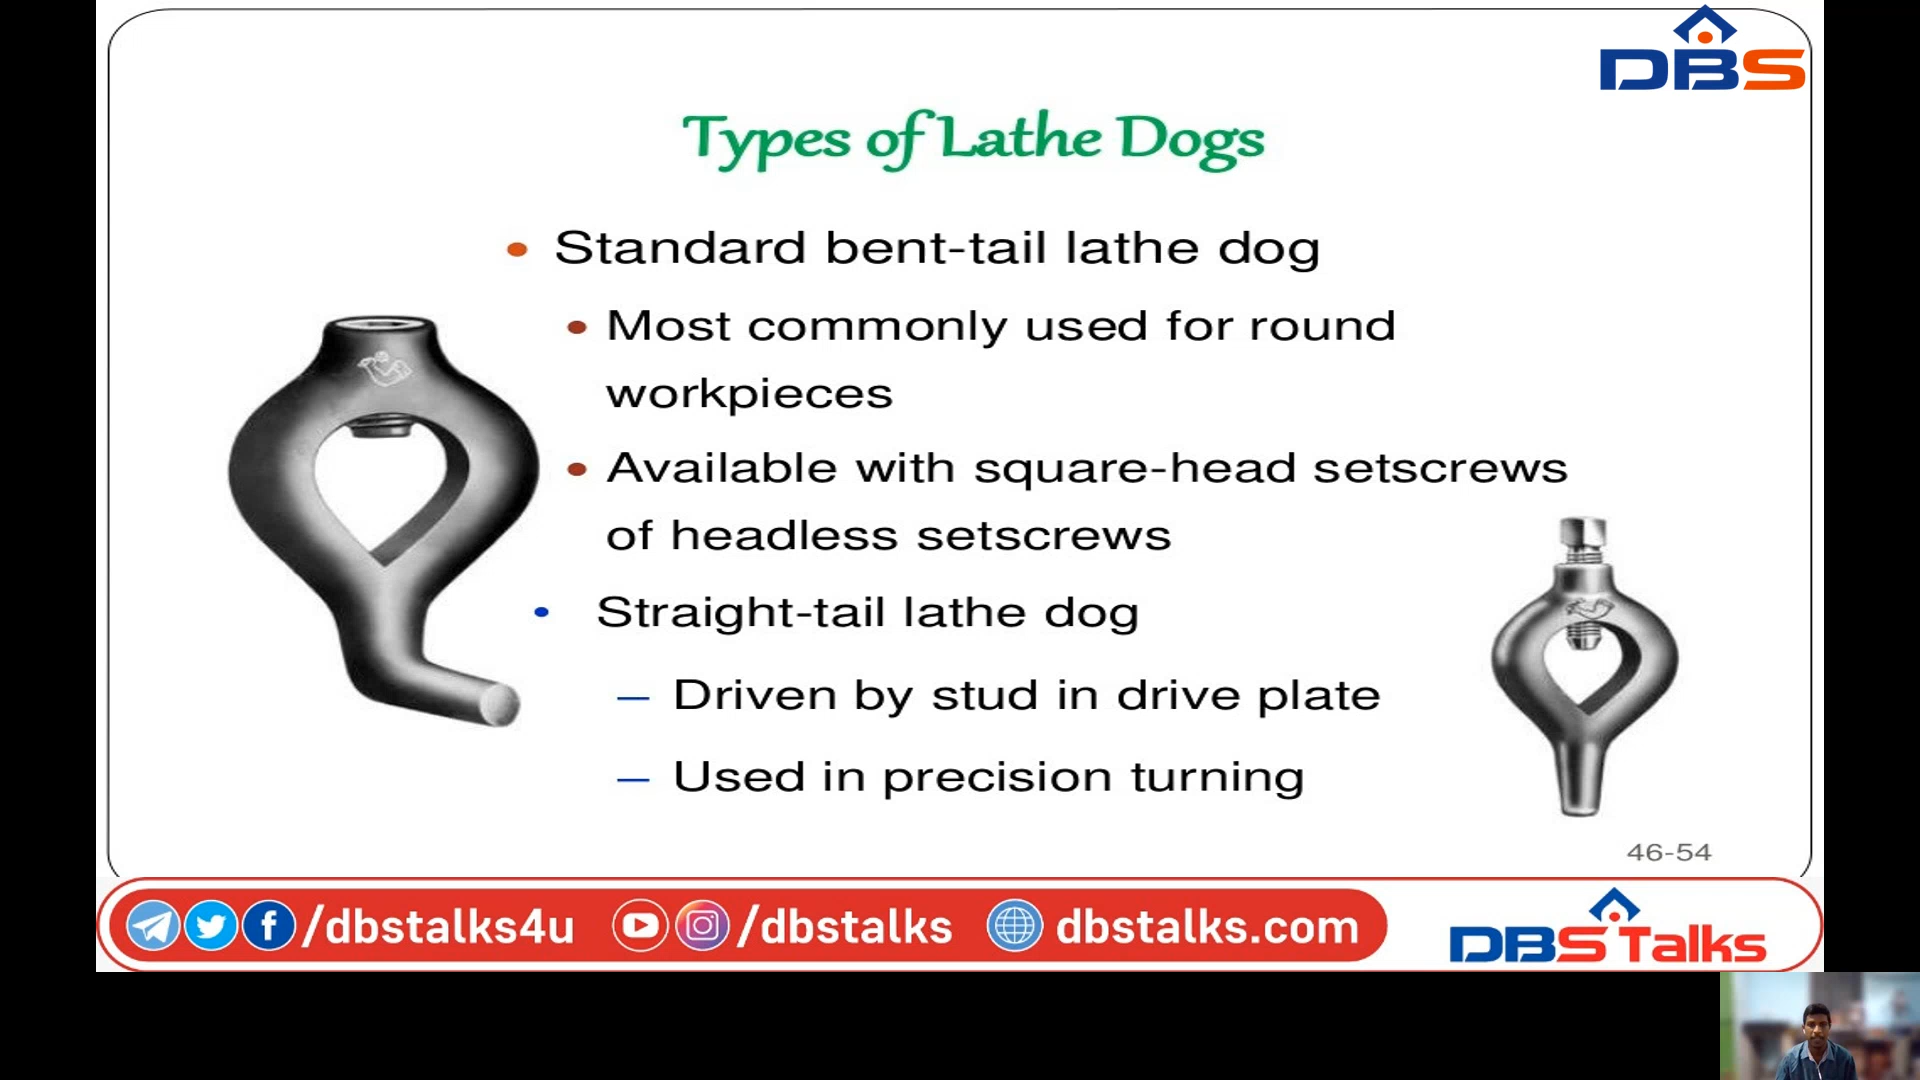 DBS
Types of Lathe Dogs
• Standard bent-tail lathe dog
• Most commonly used for round
workpieces
• Available with square-head setscrews
of headless setscrews
• Straight-tail lathe dog
– Driven by stud in drive plate
– Used in precision turning
46-54
/dbstalks4u /dbstalks dbstalks.com
DBS Talks